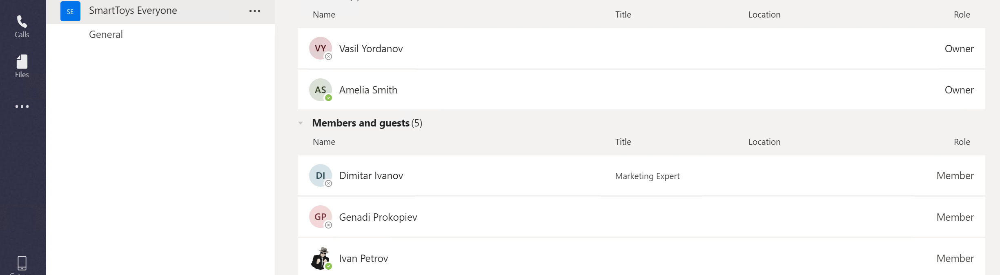 SE SmartToys Everyone
General
Calls
Files
Name Title Location Role
VY Vasil Yordanov Owner
AS Amelia Smith Owner
Members and guests (5)
Name Title Location Role
DI Dimitar Ivanov Marketing Expert Member
GP Genadi Prokopiev Member
Ivan Petrov Member